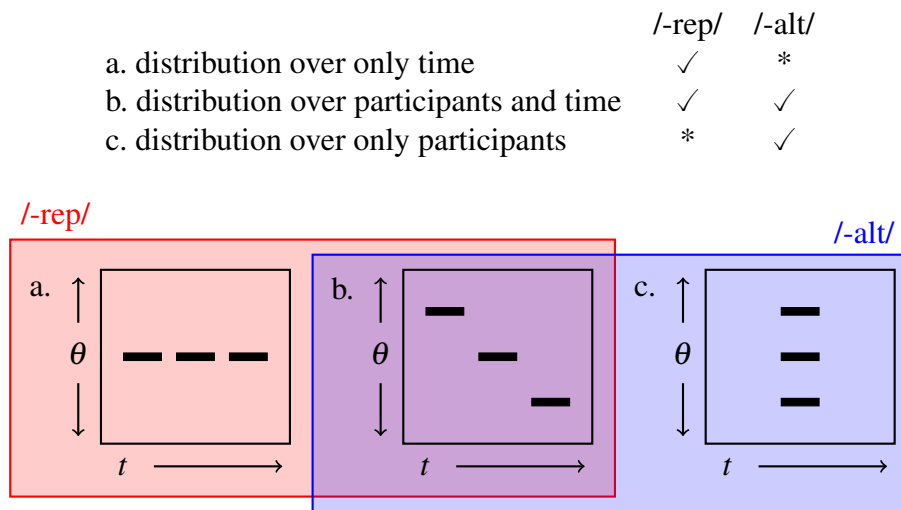 /-rep/ /-alt/
a. distribution over only time ✓ *
b. distribution over participants and time ✓ ✓
c. distribution over only participants * ✓
/-rep/
/-alt/
a. ↑ b. ↑ c. ↑
θ θ θ
↓ ↓ ↓
t → t → t →